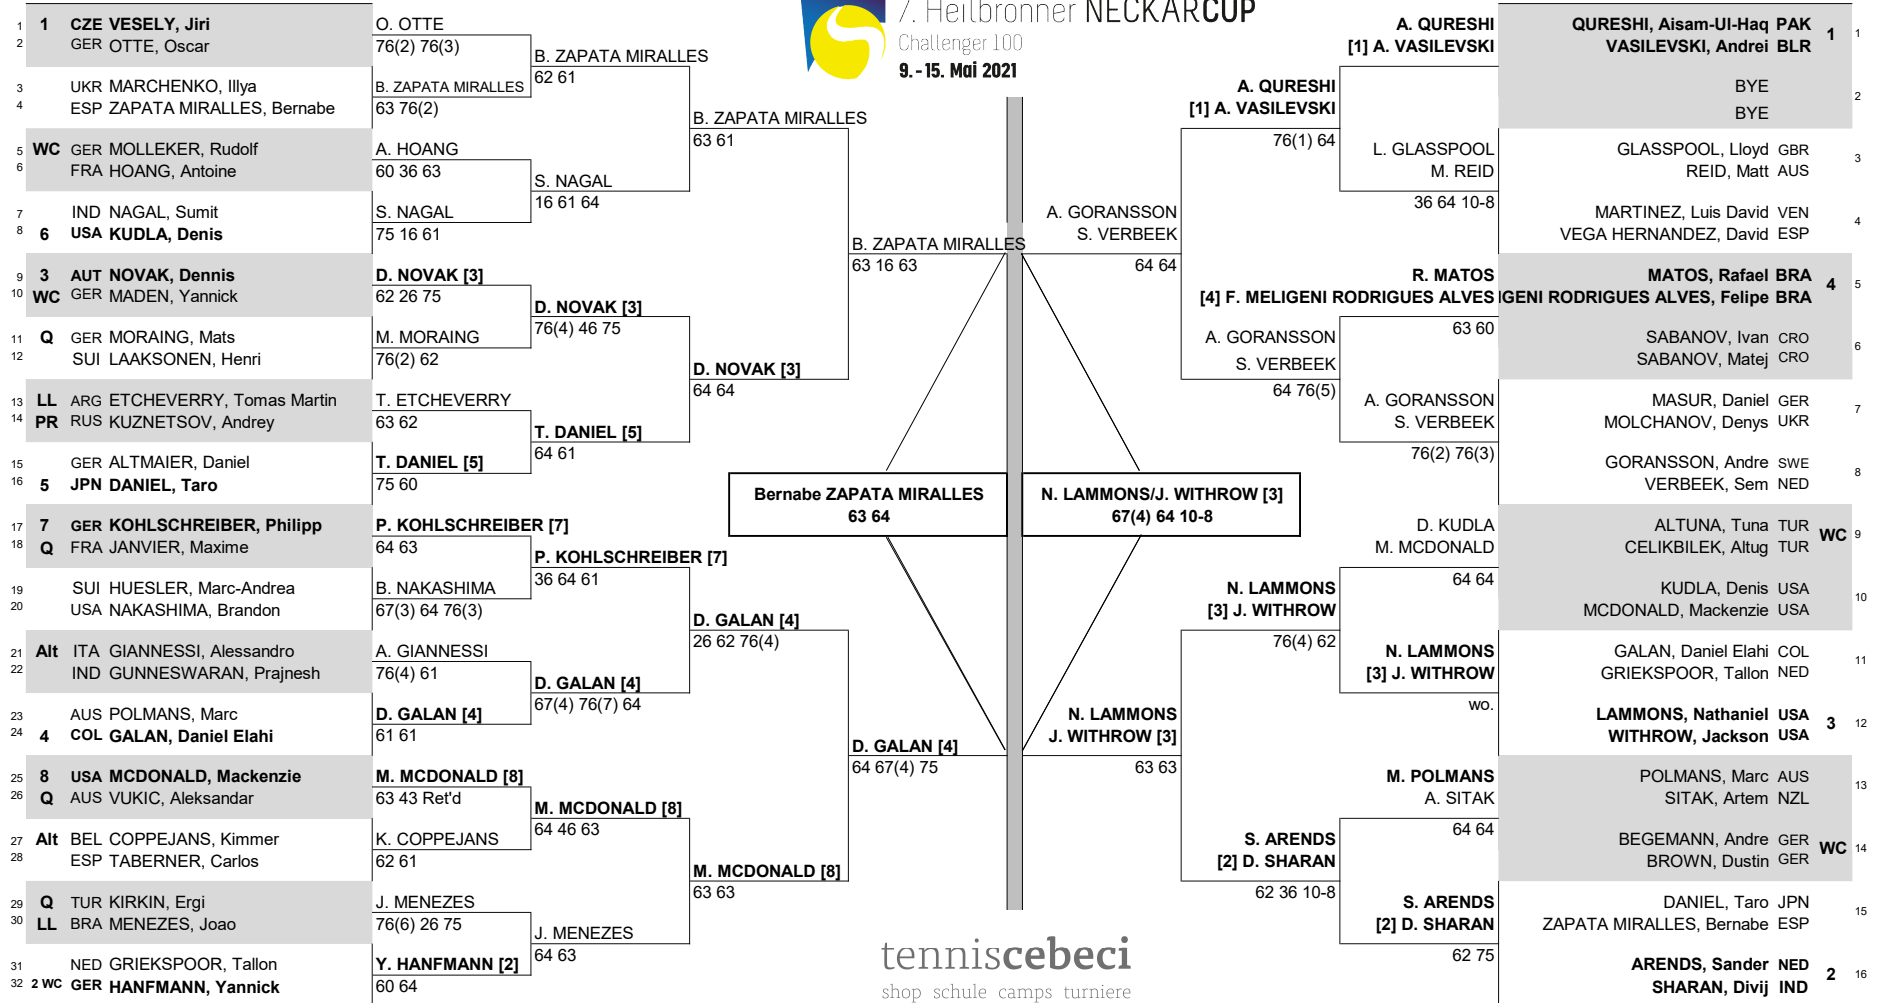 7. Heilbronner NECKARCUP
Challenger 100
9.-15. Mai 2021
1 1 CZE VESELY, Jiri
2 GER OTTE, Oscar
3 UKR MARCHENKO, Illya
4 ESP ZAPATA MIRALLES, Bernabe
5 WC GER MOLLEKER, Rudolf
6 FRA HOANG, Antoine
7 IND NAGAL, Sumit
8 6 USA KUDLA, Denis
9 3 AUT NOVAK, Dennis
10 WC GER MADEN, Yannick
11 Q GER MORAING, Mats
12 SUI LAAKSONEN, Henri
13 LL ARG ETCHEVERRY, Tomas Martin
14 PR RUS KUZNETSOV, Andrey
15 GER ALTMAIER, Daniel
16 5 JPN DANIEL, Taro
17 7 GER KOHLSCHREIBER, Philipp
18 Q FRA JANVIER, Maxime
19 SUI HUESLER, Marc-Andrea
20 USA NAKASHIMA, Brandon
21 Alt ITA GIANNESSI, Alessandro
22 IND GUNNESWARAN, Prajnesh
23 AUS POLMANS, Marc
24 4 COL GALAN, Daniel Elahi
25 8 USA MCDONALD, Mackenzie
26 Q AUS VUKIC, Aleksandar
27 Alt BEL COPPEJANS, Kimmer
28 ESP TABERNER, Carlos
29 Q TUR KIRKIN, Ergi
30 LL BRA MENEZES, Joao
31 NED GRIEKSPOOR, Tallon
32 2 WC GER HANFMANN, Yannick
O. OTTE
76(2) 76(3)
B. ZAPATA MIRALLES
63 76(2)
A. HOANG
60 36 63
S. NAGAL
75 16 61
D. NOVAK [3]
62 26 75
M. MORAING
76(2) 62
T. ETCHEVERRY
63 62
T. DANIEL [5]
75 60
P. KOHLSCHREIBER [7]
64 63
B. NAKASHIMA
67(3) 64 76(3)
A. GIANNESSI
76(4) 61
D. GALAN [4]
61 61
M. MCDONALD [8]
63 43 Ret'd
K. COPPEJANS
62 61
J. MENEZES
76(6) 26 75
Y. HANFMANN [2]
60 64
B. ZAPATA MIRALLES
62 61
S. NAGAL
16 61 64
D. NOVAK [3]
76(4) 46 75
T. DANIEL [5]
64 61
P. KOHLSCHREIBER [7]
36 64 61
D. GALAN [4]
67(4) 76(7) 64
M. MCDONALD [8]
64 46 63
J. MENEZES
64 63
B. ZAPATA MIRALLES
63 61
D. NOVAK [3]
64 64
D. GALAN [4]
26 62 76(4)
M. MCDONALD [8]
63 63
B. ZAPATA MIRALLES
63 16 63
D. GALAN [4]
64 67(4) 75
Bernabe ZAPATA MIRALLES
63 64
N. LAMMONS/J. WITHROW [3]
67(4) 64 10-8
A. GORANSSON
S. VERBEEK
64 64
N. LAMMONS
J. WITHROW [3]
63 63
A. QURESHI
[1] A. VASILEVSKI
76(1) 64
A. GORANSSON
S. VERBEEK
64 76(5)
N. LAMMONS
[3] J. WITHROW
76(4) 62
S. ARENDS
[2] D. SHARAN
62 36 10-8
A. QURESHI
[1] A. VASILEVSKI
L. GLASSPOOL
M. REID
36 64 10-8
R. MATOS
[4] F. MELIGENI RODRIGUES ALVES
63 60
A. GORANSSON
S. VERBEEK
76(2) 76(3)
D. KUDLA
M. MCDONALD
64 64
N. LAMMONS
[3] J. WITHROW
wo.
M. POLMANS
A. SITAK
64 64
S. ARENDS
[2] D. SHARAN
62 75
QURESHI, Aisam-Ul-Haq PAK 1 1
VASILEVSKI, Andrei BLR
BYE 2
BYE
GLASSPOOL, Lloyd GBR 3
REID, Matt AUS
MARTINEZ, Luis David VEN 4
VEGA HERNANDEZ, David ESP
MATOS, Rafael BRA 4 5
IGENI RODRIGUES ALVES, Felipe BRA
SABANOV, Ivan CRO 6
SABANOV, Matej CRO
MASUR, Daniel GER 7
MOLCHANOV, Denys UKR
GORANSSON, Andre SWE 8
VERBEEK, Sem NED
ALTUNA, Tuna TUR WC 9
CELIKBILEK, Altug TUR
KUDLA, Denis USA 10
MCDONALD, Mackenzie USA
GALAN, Daniel Elahi COL 11
GRIEKSPOOR, Tallon NED
LAMMONS, Nathaniel USA 3 12
WITHROW, Jackson USA
POLMANS, Marc AUS 13
SITAK, Artem NZL
BEGEMANN, Andre GER WC 14
BROWN, Dustin GER
DANIEL, Taro JPN 15
ZAPATA MIRALLES, Bernabe ESP
ARENDS, Sander NED 2 16
SHARAN, Divij IND
tenniscebeci
shop schule camps turniere